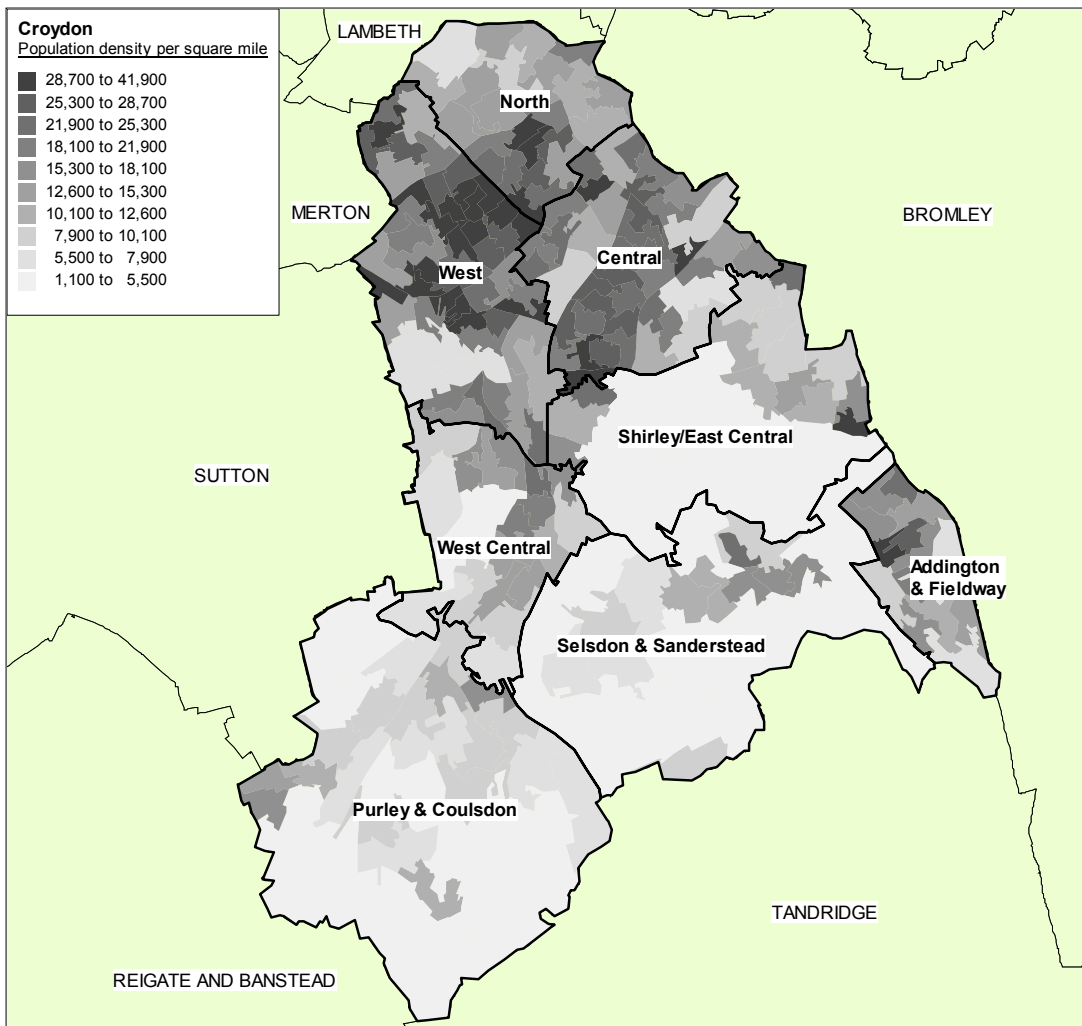 Croydon
Population density per square mile
28,700 to 41,900
25,300 to 28,700
21,900 to 25,300
18,100 to 21,900
15,300 to 18,100
12,600 to 15,300
10,100 to 12,600
7,900 to 10,100
5,500 to 7,900
1,100 to 5,500
LAMBETH
North
MERTON
BROMLEY
West
Central
Shirley/East Central
SUTTON
West Central
Addington
& Fieldway
Selsdon & Sanderstead
Purley & Coulsdon
TANDRIDGE
REIGATE AND BANSTEAD